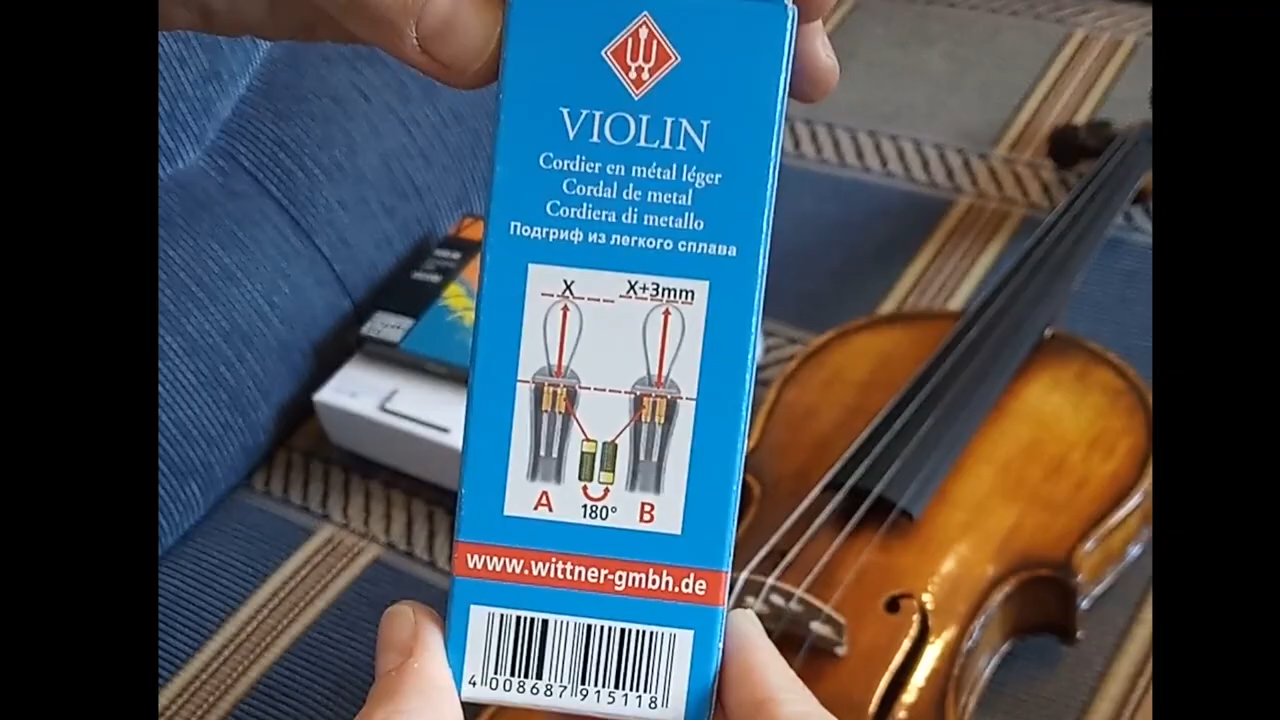 VIOLIN
Cordier en métal léger
Cordal de metal
Cordiera di metallo
Подгриф из легкого сплава
X X+3mm
A 180° B
www.wittner-gmbh.de
4 008687 915118